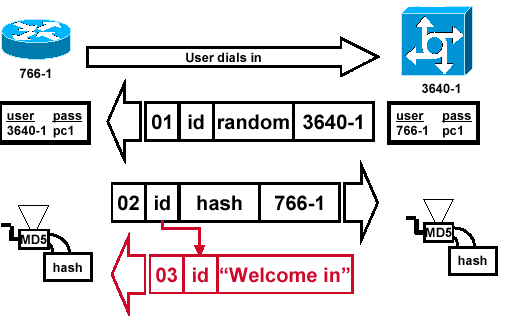 User dials in
766-1
3640-1
user pass
3640-1 pc1
01 id random 3640-1
user pass
766-1 pc1
02 id hash 766-1
MD5
hash
MD5
hash
03 id “Welcome in”